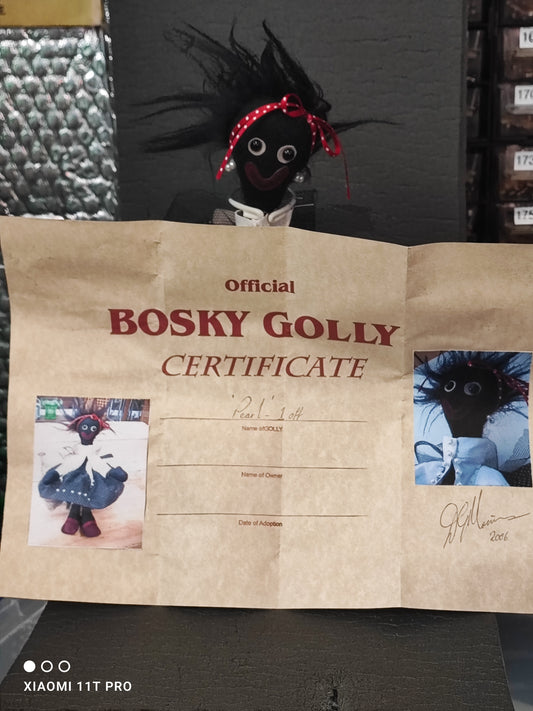 Official
BOSKY GOLLY
CERTIFICATE
'Pearl' - 1 off
Name of GOLLY
Name of Owner
Date of Adoption
2006
XIAOMI 11T PRO